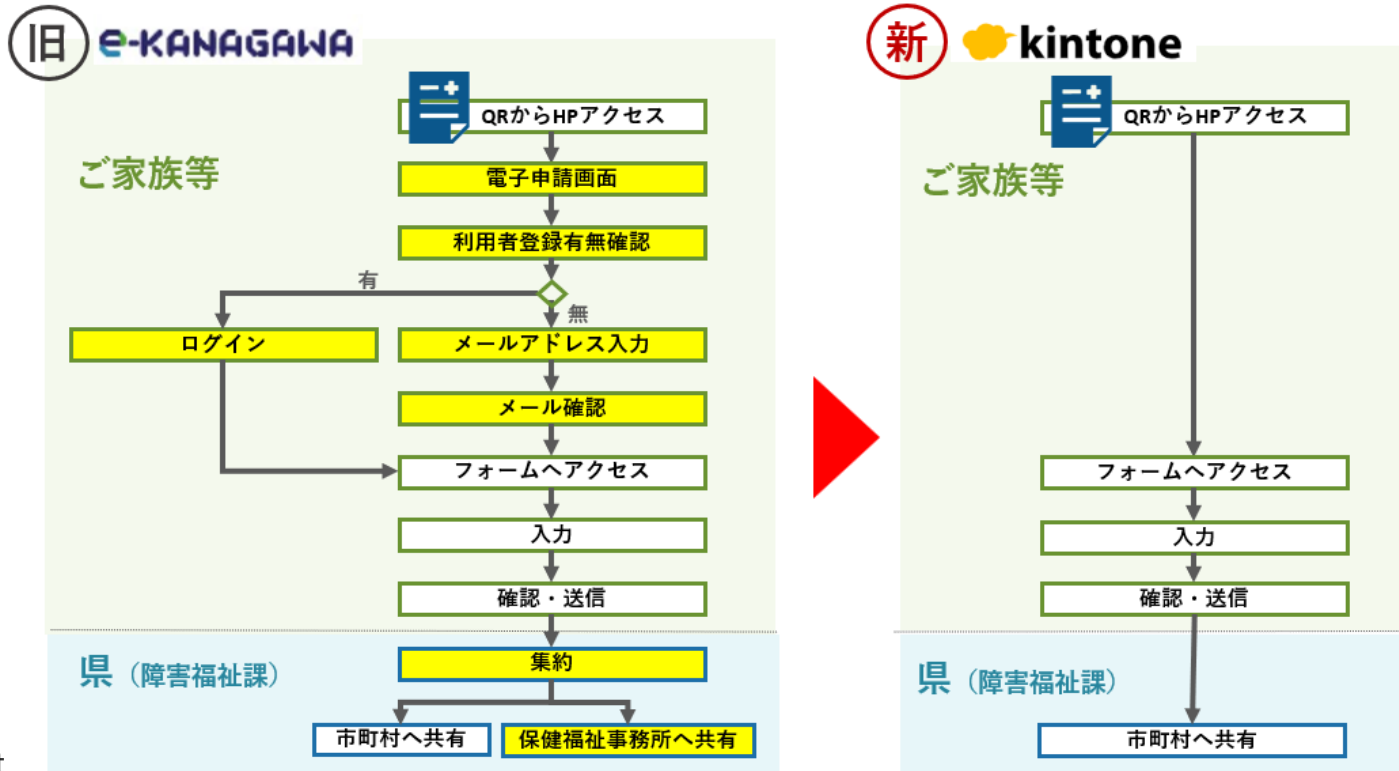 旧
e-KANAGAWA
ご家族等
QRからHPアクセス
電子申請画面
利用者登録有無確認
有
無
ログイン
メールアドレス入力
メール確認
フォームへアクセス
入力
確認・送信
県（障害福祉課）
集約
市町村へ共有
保健福祉事務所へ共有
新
kintone
ご家族等
QRからHPアクセス
フォームへアクセス
入力
確認・送信
県（障害福祉課）
市町村へ共有